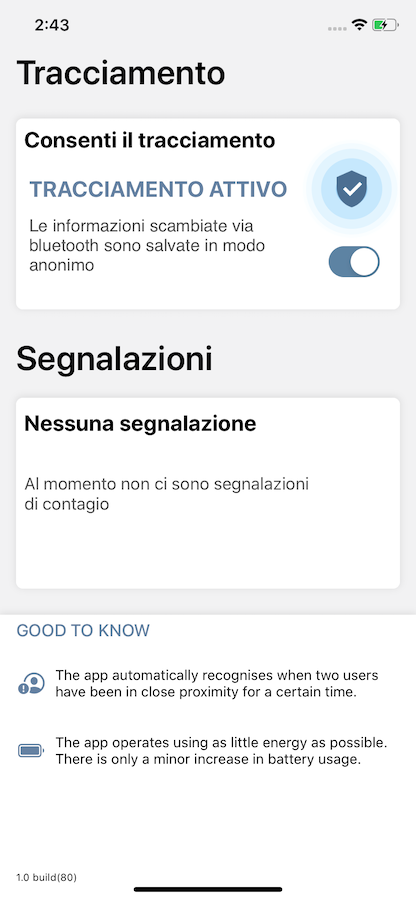 2:43
Tracciamento
Consenti il tracciamento
TRACCIAMENTO ATTIVO
Le informazioni scambiate via
bluetooth sono salvate in modo
anonimo
Segnalazioni
Nessuna segnalazione
Al momento non ci sono segnalazioni
di contagio
GOOD TO KNOW
The app automatically recognises when two users
have been in close proximity for a certain time.
The app operates using as little energy as possible.
There is only a minor increase in battery usage.
1.0 build(80)